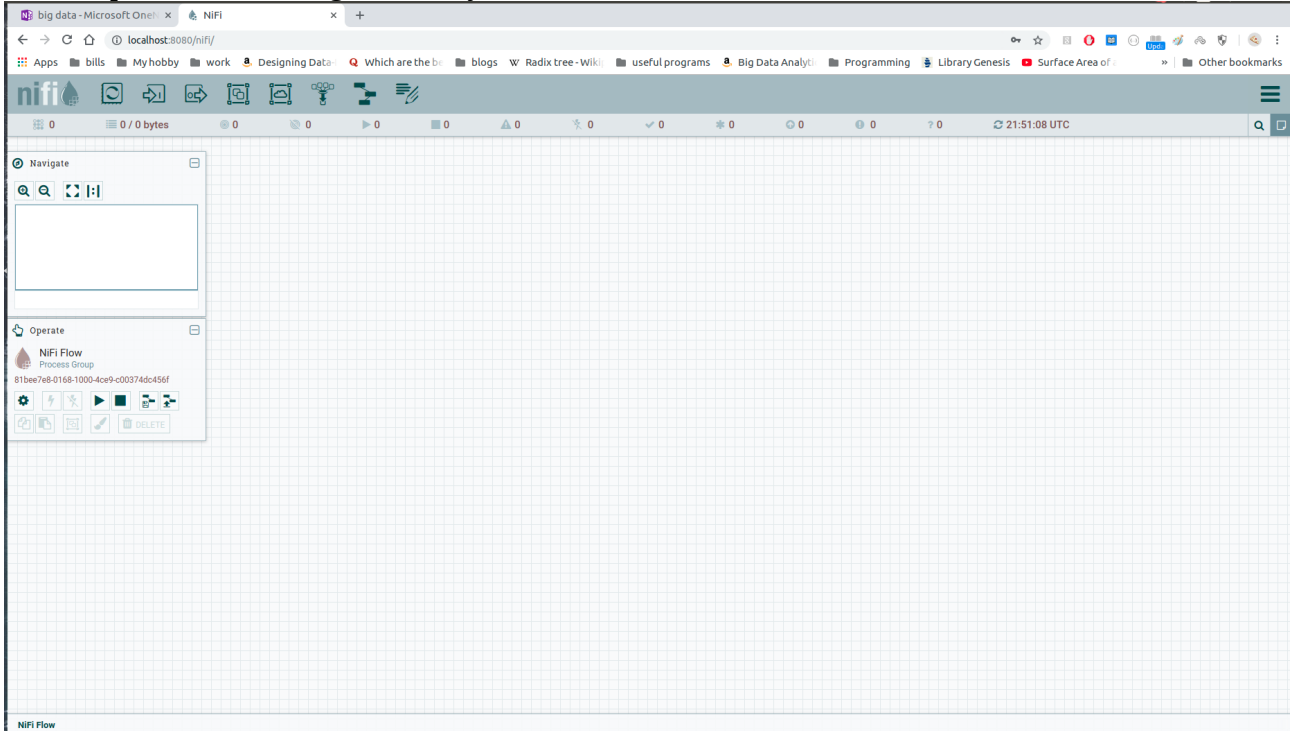 big data - Microsoft OneN
NiFi
localhost:8080/nifi/
Upda
Apps bills My hobby work Designing Data- Which are the be blogs Radix tree - Wiki useful programs Big Data Analyti Programming Library Genesis Surface Area of » Other bookmarks
nifi
0 0 / 0 bytes 0 0 0 0 0 0 0 0 0 0 ? 0 21:51:08 UTC
Navigate
Operate
NiFi Flow
Process Group
81bee7e8-0168-1000-4ce9-c00374dc456f
DELETE
NiFi Flow